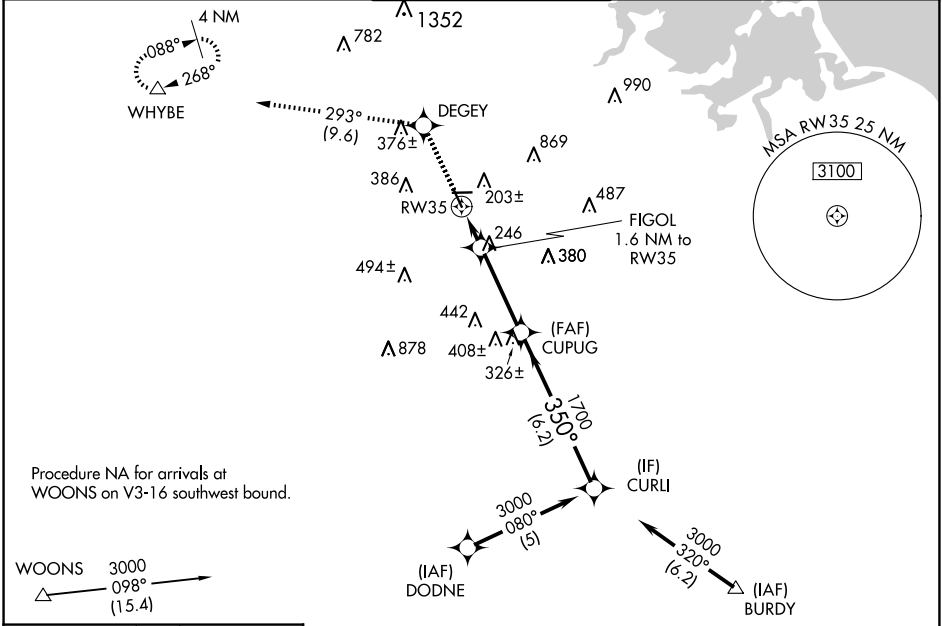 4 NM
088°
268°
WHYBE
1352
782
990
293°
(9.6)
DEGEY
376±
869
386
203±
RW35
487
246
FIGOL
1.6 NM to
RW35
380
494±
442
(FAF)
CUPUG
878
408±
326±
MSA RW35 25 NM
3100
1700
350°
(6.2)
Procedure NA for arrivals at
WOONS on V3-16 southwest bound.
(IF)
CURLI
3000
080°
(5)
(IAF)
DODNE
3000
320°
(6.2)
(IAF)
BURDY
WOONS
3000
098°
(15.4)